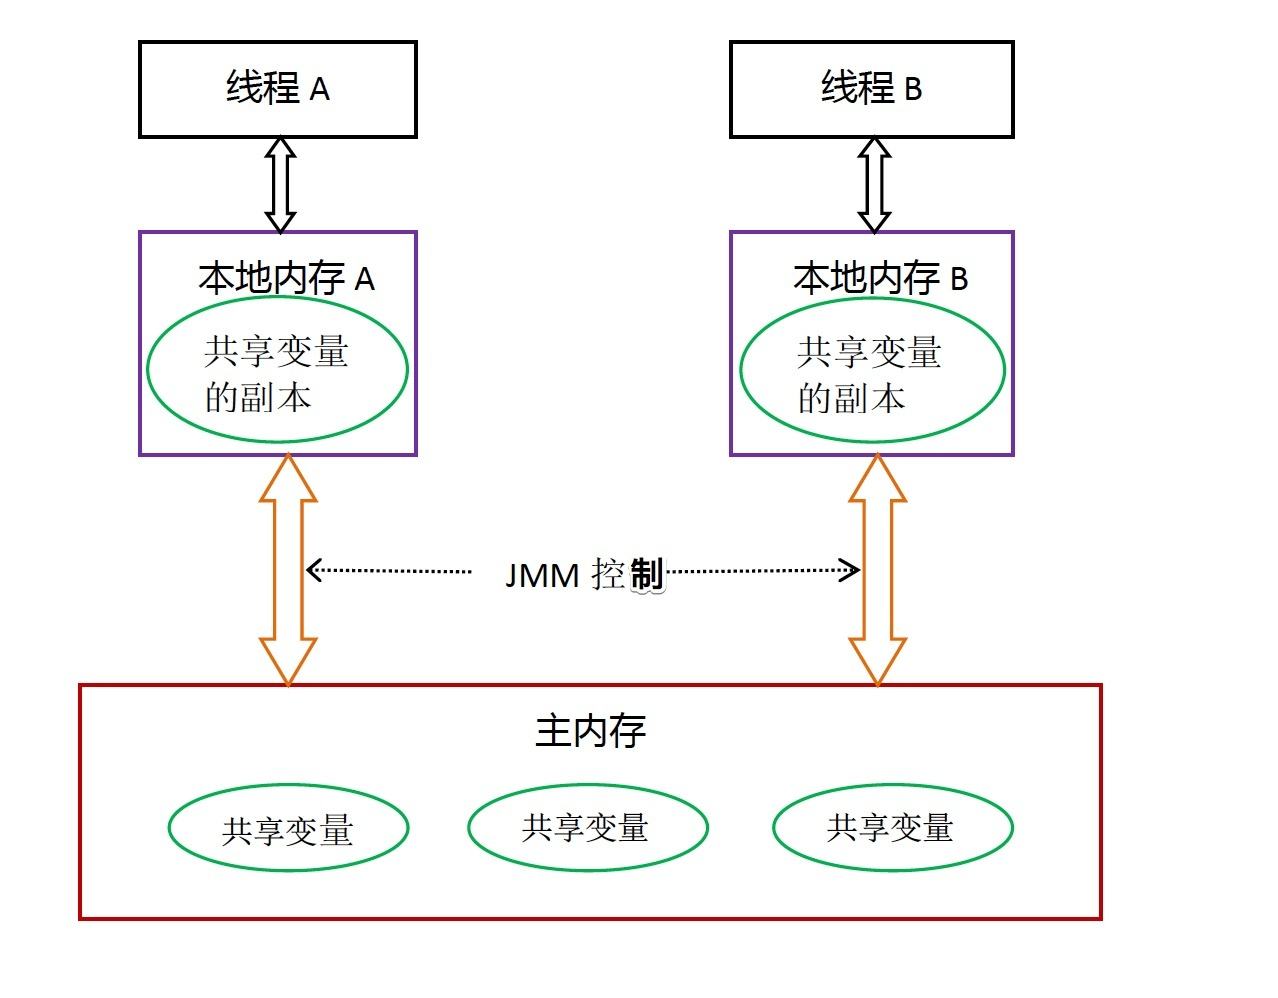 线程 A
线程 B
本地内存 A
本地内存 B
共享变量
的副本
共享变量
的副本
JMM 控制
主内存
共享变量
共享变量
共享变量